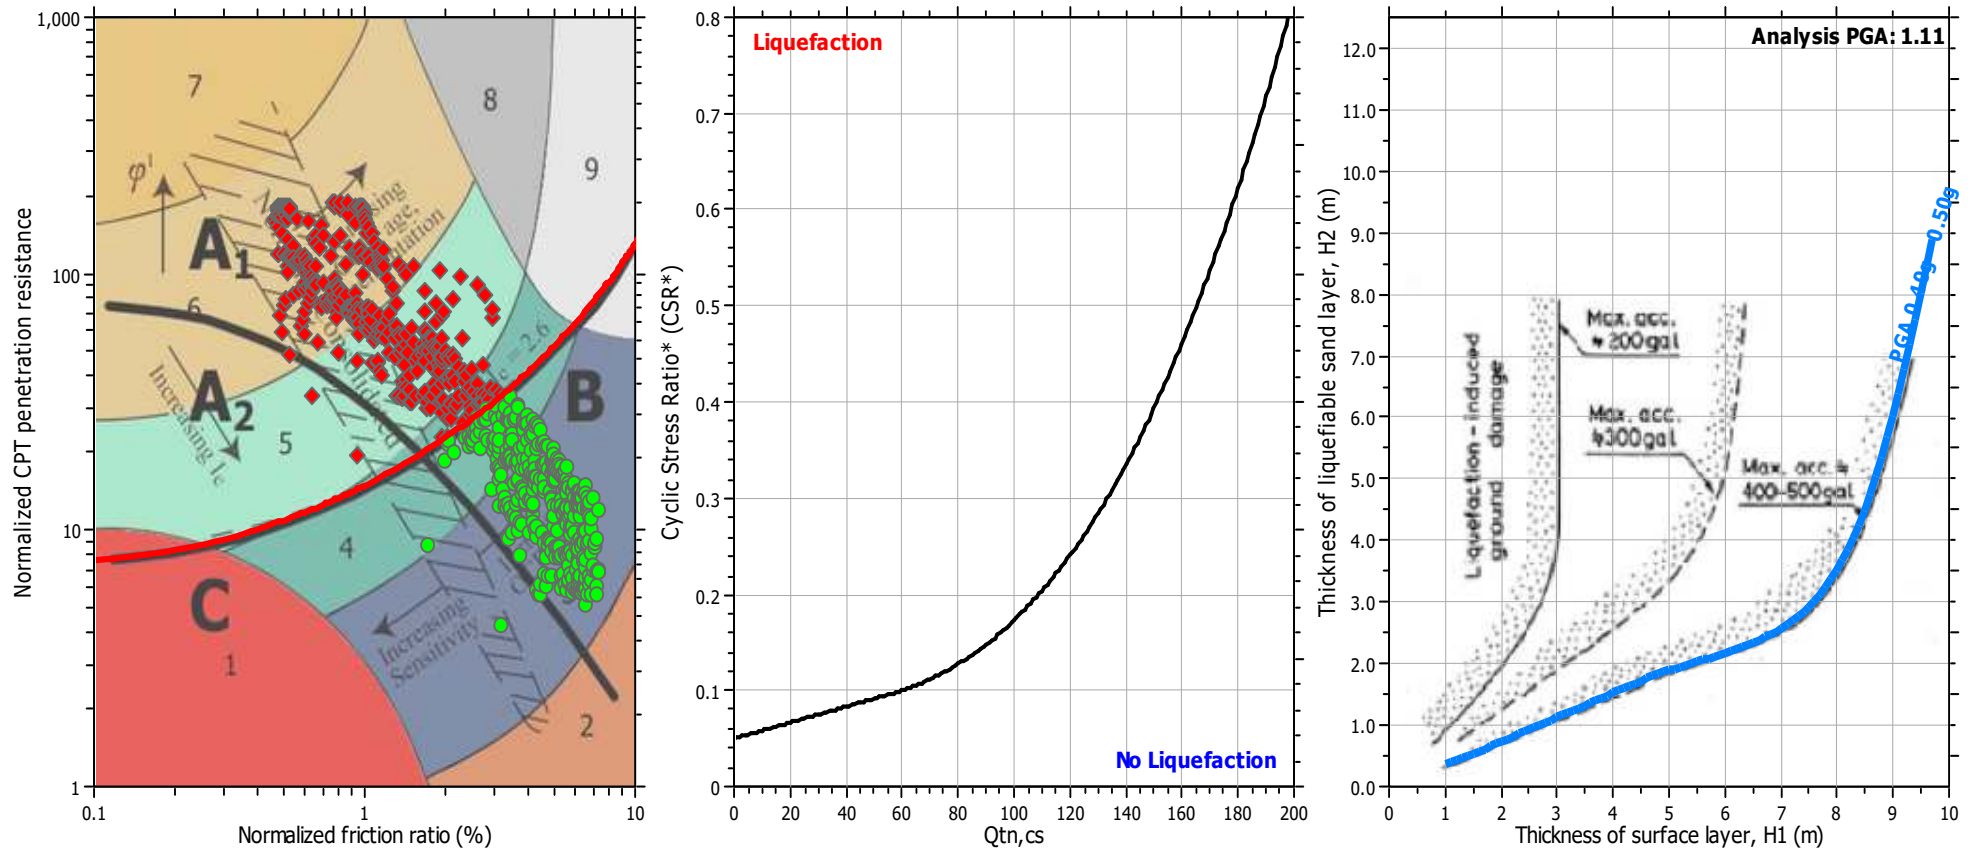 1,000
100
10
1
0.1
1
10
Normalized CPT penetration resistance
Normalized friction ratio (%)
7
8
9
φ'
A1
6
A2
5
B
4
C
1
2
Increasing Ic
= 2.6
Increasing
Sensitivity
0.8
0.7
0.6
0.5
0.4
0.3
0.2
0.1
0
0
20
40
60
80
100
120
140
160
180
200
Cyclic Stress Ratio* (CSR*)
Qtn,cs
Liquefaction
No Liquefaction
Analysis PGA: 1.11
12.0
11.0
10.0
9.0
8.0
7.0
6.0
5.0
4.0
3.0
2.0
1.0
0.0
0
1
2
3
4
5
6
7
8
9
10
Thickness of liquefiable sand layer, H2 (m)
Thickness of surface layer, H1 (m)
Liquefaction - induced
ground damage
Max. acc.
≒ 200gal
Max. acc.
≒300gal
Max. acc. ≒
400-500gal
PGA 0.40g
0.50g